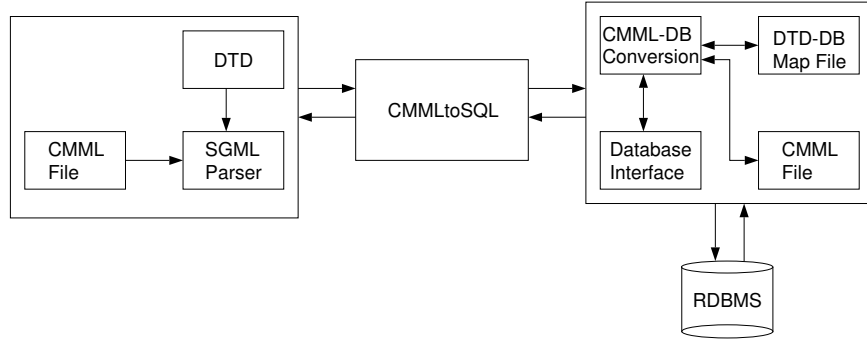 DTD
CMML
File
SGML
Parser
CMMLtoSQL
CMML-DB
Conversion
DTD-DB
Map File
Database
Interface
CMML
File
RDBMS